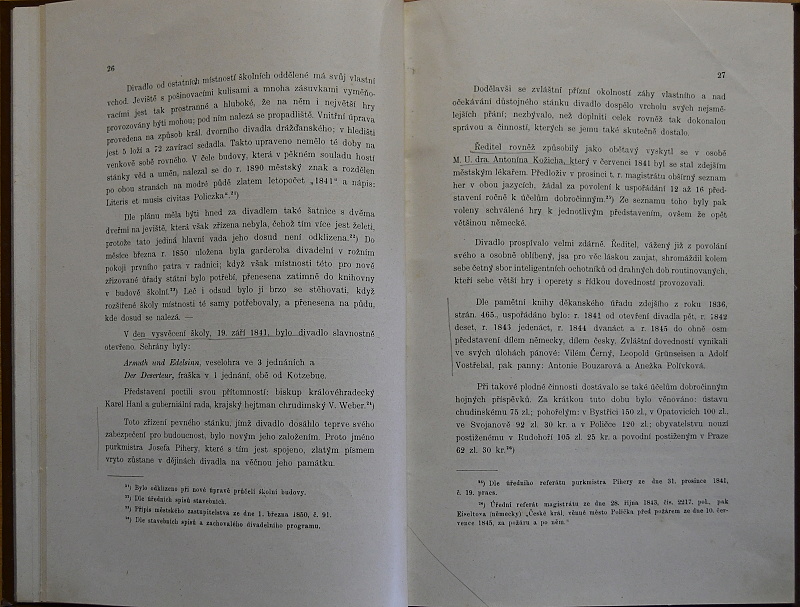 26
Divadlo od ostatních místností školních oddělené má svůj vlastní
vchod. Jeviště s pošinovacími kulisami a mnoha zásuvkami vyměňo-
vacími jest tak prostranné a hluboké, že na něm i největší hry
provozovány býti mohou; pod ním nalezá se propadliště. Vnitřní úprava
provedena na způsob král. dvorního divadla drážďanského; v hledišti
jest 5 loží a 72 zavírací sedadla. Takto upraveno nemělo té doby na
venkově sobě rovného. V čele budovy, která v pěkném souladu hostí
stánky věd a umění, nalezal se do r. 1890 městský znak a rozdělen
po obou stranách na modré půdě zlatem letopočet „1841“ a nápis:
Literis et musis civitas Policzka“.²¹)
Dle plánu měla býti hned za divadlem také šatnice s dvěma
dveřmi na jeviště, která však zřízena nebyla, čehož tím více jest želeti,
protože tato jediná hlavní vada jeho dosud není odklizena.²²) Do
měsíce března r. 1850 uložena byla garderoba divadelní v rožním
pokoji prvního patra v radnici; když však místnosti této pro nově
zřizované úřady státní bylo potřebí, přenesena zatímně do knihovny
v budově školní.²³) Leč i odsud byl jí brzo se stěhovati, když
rozšířené školy místnosti té samy potřebovaly, a přenesena na půdu,
kde dosud se nalezá. —
V den vysvěcení školy, 19. září 1841, bylo divadlo slavnostně
otevřeno. Sehrány byly:
Armuth und Edelsinn, veselohra ve 3 jednáních a
Der Deserteur, fraška v 1 jednání, obě od Kotzebue.
Představení poctili svou přítomností: biskup královéhradecký
Karel Hanl a guberniální rada, krajský hejtman chrudimský V. Weber.²⁴)
Toto zřízení pevného stánku, jímž divadlo dosáhlo teprve svého
zabezpečení pro budoucnost, bylo novým jeho založením. Proto jméno
purkmistra Josefa Pihery, které s tím jest spojeno, zlatým písmem
vryto zůstane v dějinách divadla na věčnou jeho památku.
²¹) Bylo odklizeno při nové úpravě průčelí školní budovy.
²²) Dle úředních spisů stavebních.
²³) Přípis městského zastupitelstva ze dne 1. března 1850, č. 91.
²⁴) Dle stavebních spisů a zachovalého divadelního programu.
27
Dodělavši se zvláštní přízní okolností záhy vlastního a nad
očekávání důstojného stánku divadlo dospělo vrcholu svých nejsmě-
lejších přání; nezbývalo, než doplniti celek rovněž tak dokonalou
správou a činností, kterých se jemu také skutečně dostalo.
Ředitel rovněž způsobilý jako obětavý vyskytl se v osobě
M. U. dra. Antonína Kožicha, který v červenci 1841 byl se stal zdejším
městským lékařem. Předloživ v prosinci t. r. magistrátu obšírný seznam
her v obou jazycích, žádal za povolení k uspořádání 12 až 16 před-
stavení ročně k účelům dobročinným.²⁵) Ze seznamu toho byly pak
voleny schválené hry k jednotlivým představením, ovšem že opět
většinou německé.
Divadlo prospívalo velmi zdárně. Ředitel, vážený již z povolání
svého a osobně oblíbený, jsa pro věc láskou zaujat, shromáždil kolem
sebe četný sbor inteligentních ochotníků od drahných dob routinovaných,
kteří sebe větší hry i operety s řídkou dovedností provozovali.
Dle pamětní knihy děkanského úřadu zdejšího z roku 1836,
strán. 465., uspořádáno bylo: r. 1841 od otevření divadla pět, r. 1842
deset, r. 1843 jedenáct, r. 1844 dvanáct a r. 1845 do ohně osm
představení dílem německy, dílem česky. Zvláštní dovedností vynikali
ve svých úlohách pánové: Vilém Černý, Leopold Grünseisen a Adolf
Vostřebal, pak panny: Antonie Bouzarová a Anežka Polívková.
Při takové plodné činnosti dostávalo se také účelům dobročinným
hojných příspěvků. Za krátkou tuto dobu bylo věnováno: ústavu
chudinskému 75 zl.; pohořelým: v Bystřici 150 zl., v Opatovicích 100 zl.,
ve Svojanově 92 zl. 30 kr. a v Poličce 120 zl.; obyvatelstvu nouzí
postiženému v Rudohoří 105 zl. 25 kr. a povodní postiženým v Praze
62 zl. 30 kr.²⁶)
²⁵) Dle úředního referátu purkmistra Pihery ze dne 31. prosince 1841,
č. 19. praca.
²⁶) Úřední referát magistrátu ze dne 28. října 1843, čís. 2217. pol., pak
Eiseltova (německy) „České král. věnné město Polička před požárem ze dne 10. čer-
vence 1845, za požáru a po něm.“